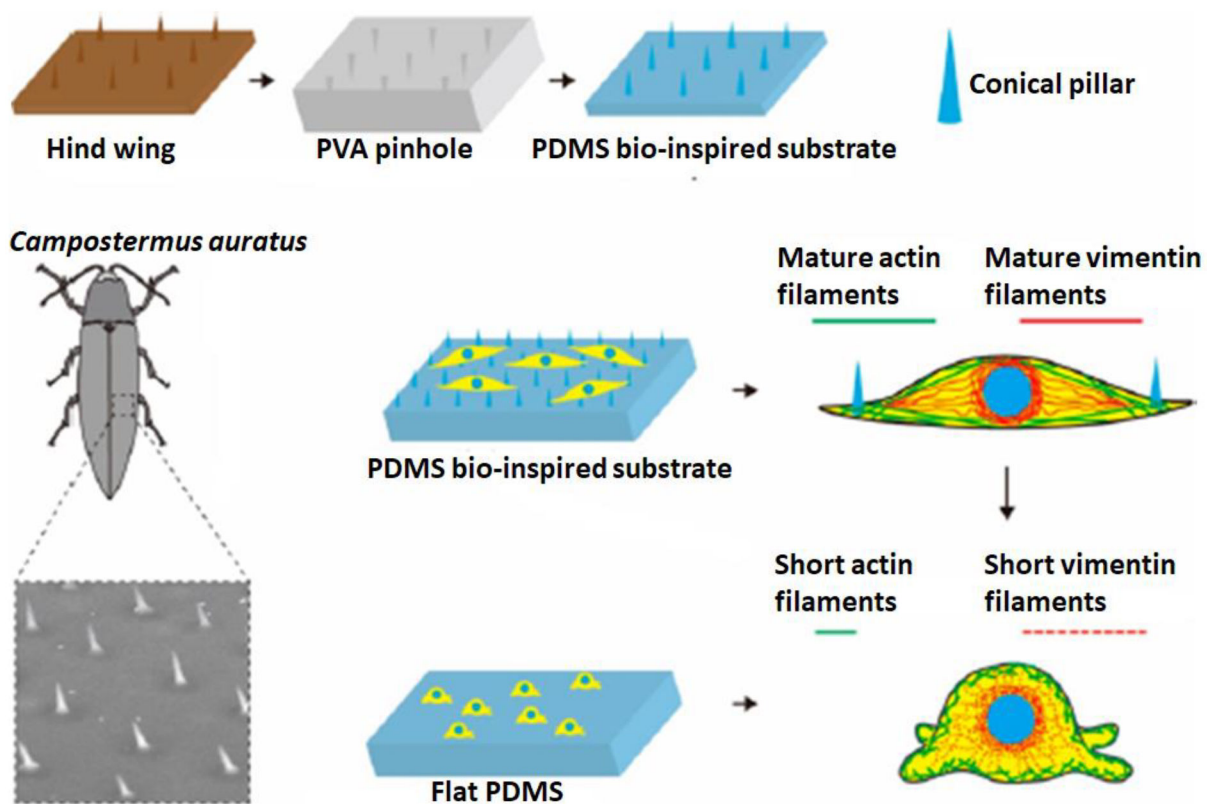 Hind wing
PVA pinhole
PDMS bio-inspired substrate
Conical pillar
Campostermus auratus
Mature actin
filaments
Mature vimentin
filaments
PDMS bio-inspired substrate
Short actin
filaments
Short vimentin
filaments
Flat PDMS